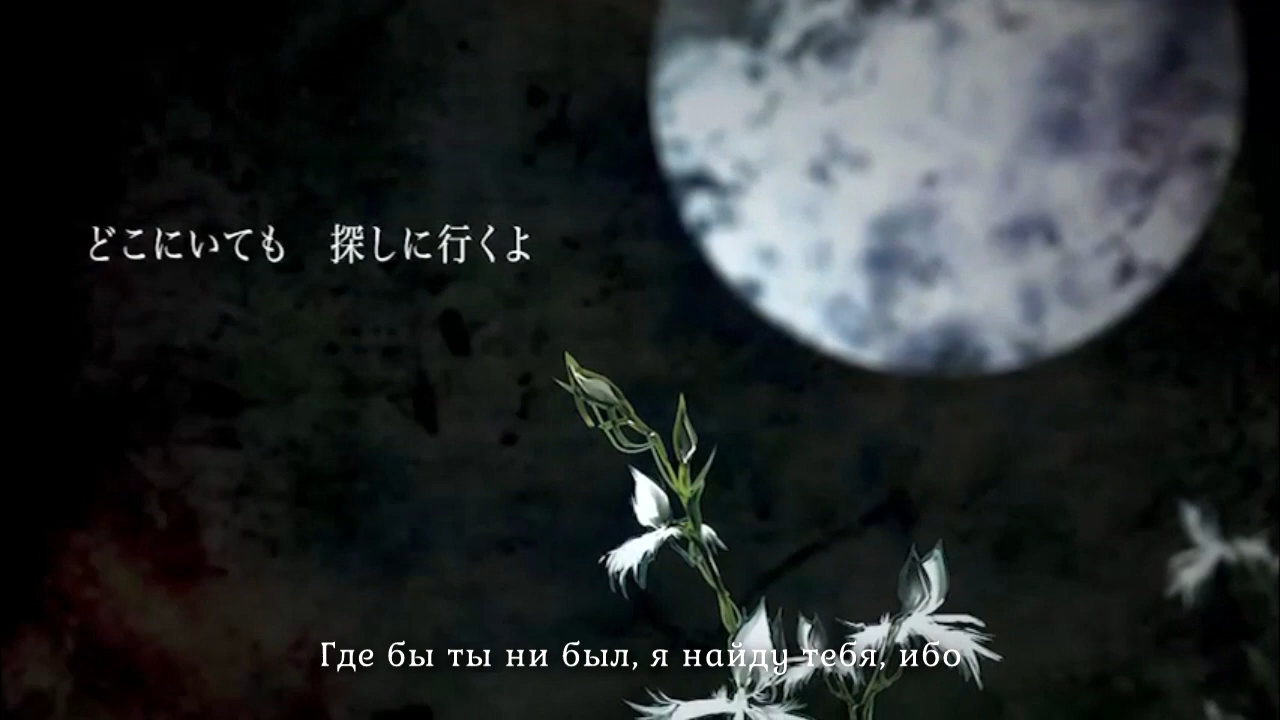 どこにいても　探しに行くよ
Где бы ты ни был, я найду тебя, ибо